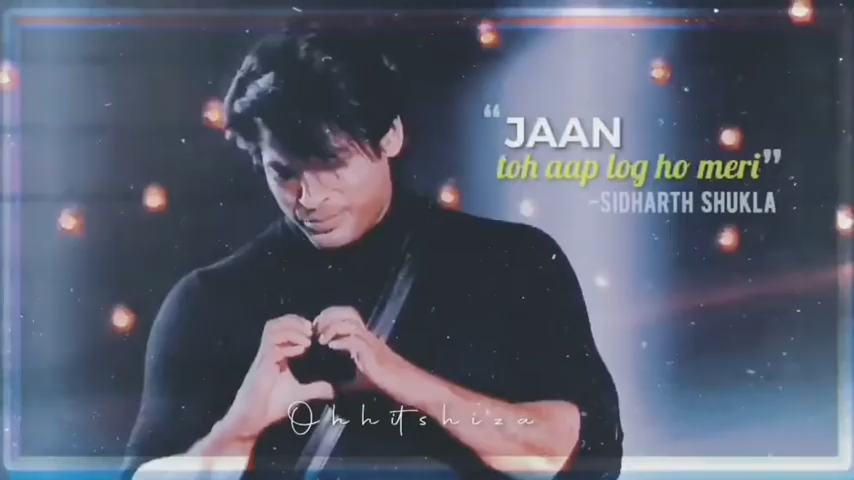 “JAAN
toh aap log ho meri”
-SIDHARTH SHUKLA
Ohhitshiza